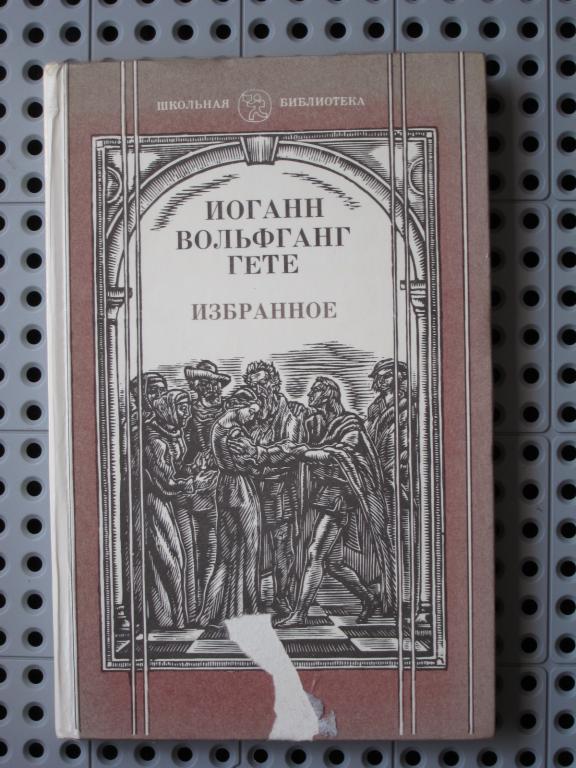 ШКОЛЬНАЯ БИБЛИОТЕКА
ИОГАНН
ВОЛЬФГАНГ
ГЕТЕ
ИЗБРАННОЕ